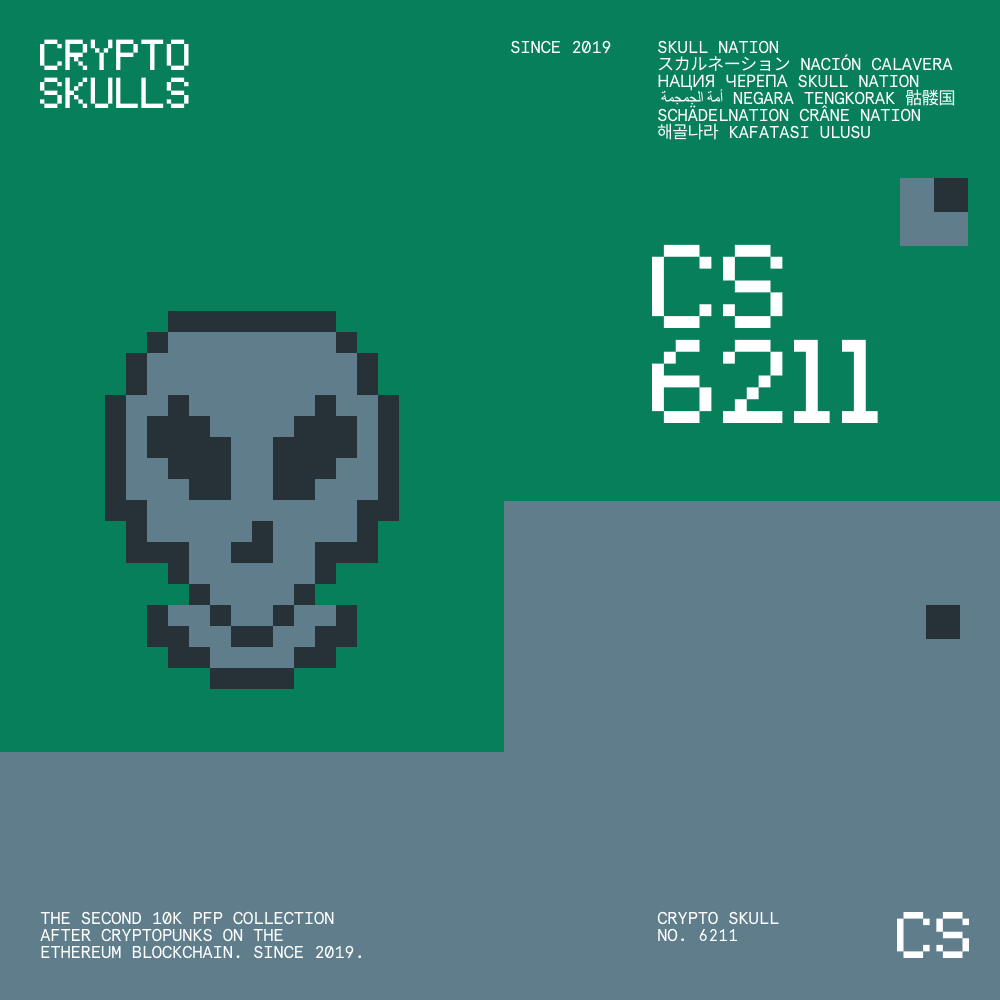 CRYPTO
SKULLS
SINCE 2019
SKULL NATION
スカルネーション NACIÓN CALAVERA
НАЦИЯ ЧЕРЕПА SKULL NATION
أمة الجمجمة NEGARA TENGKORAK 骷髅国
SCHÄDELNATION CRÂNE NATION
해골나라 KAFATASI ULUSU
CS
6211
THE SECOND 10K PFP COLLECTION
AFTER CRYPTOPUNKS ON THE
ETHEREUM BLOCKCHAIN. SINCE 2019.
CRYPTO SKULL
NO. 6211
CS